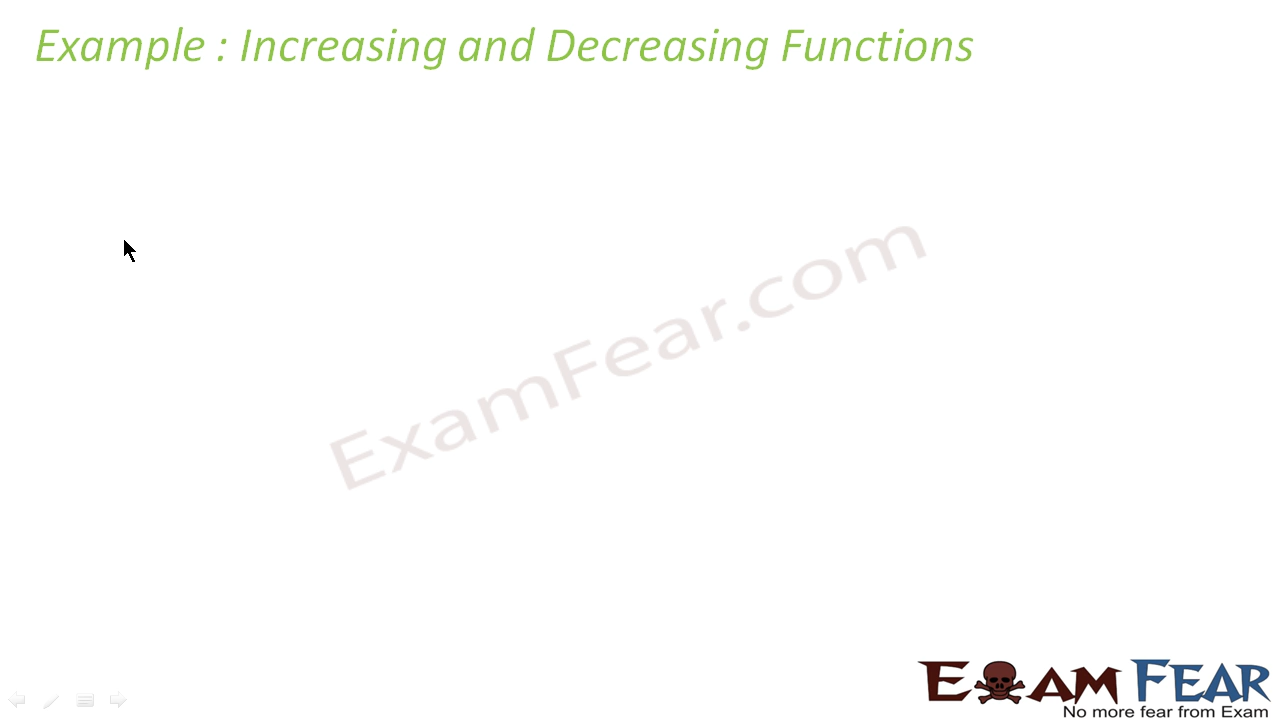 Example : Increasing and Decreasing Functions
ExamFear.com
EXAM FEAR
No more fear from Exam